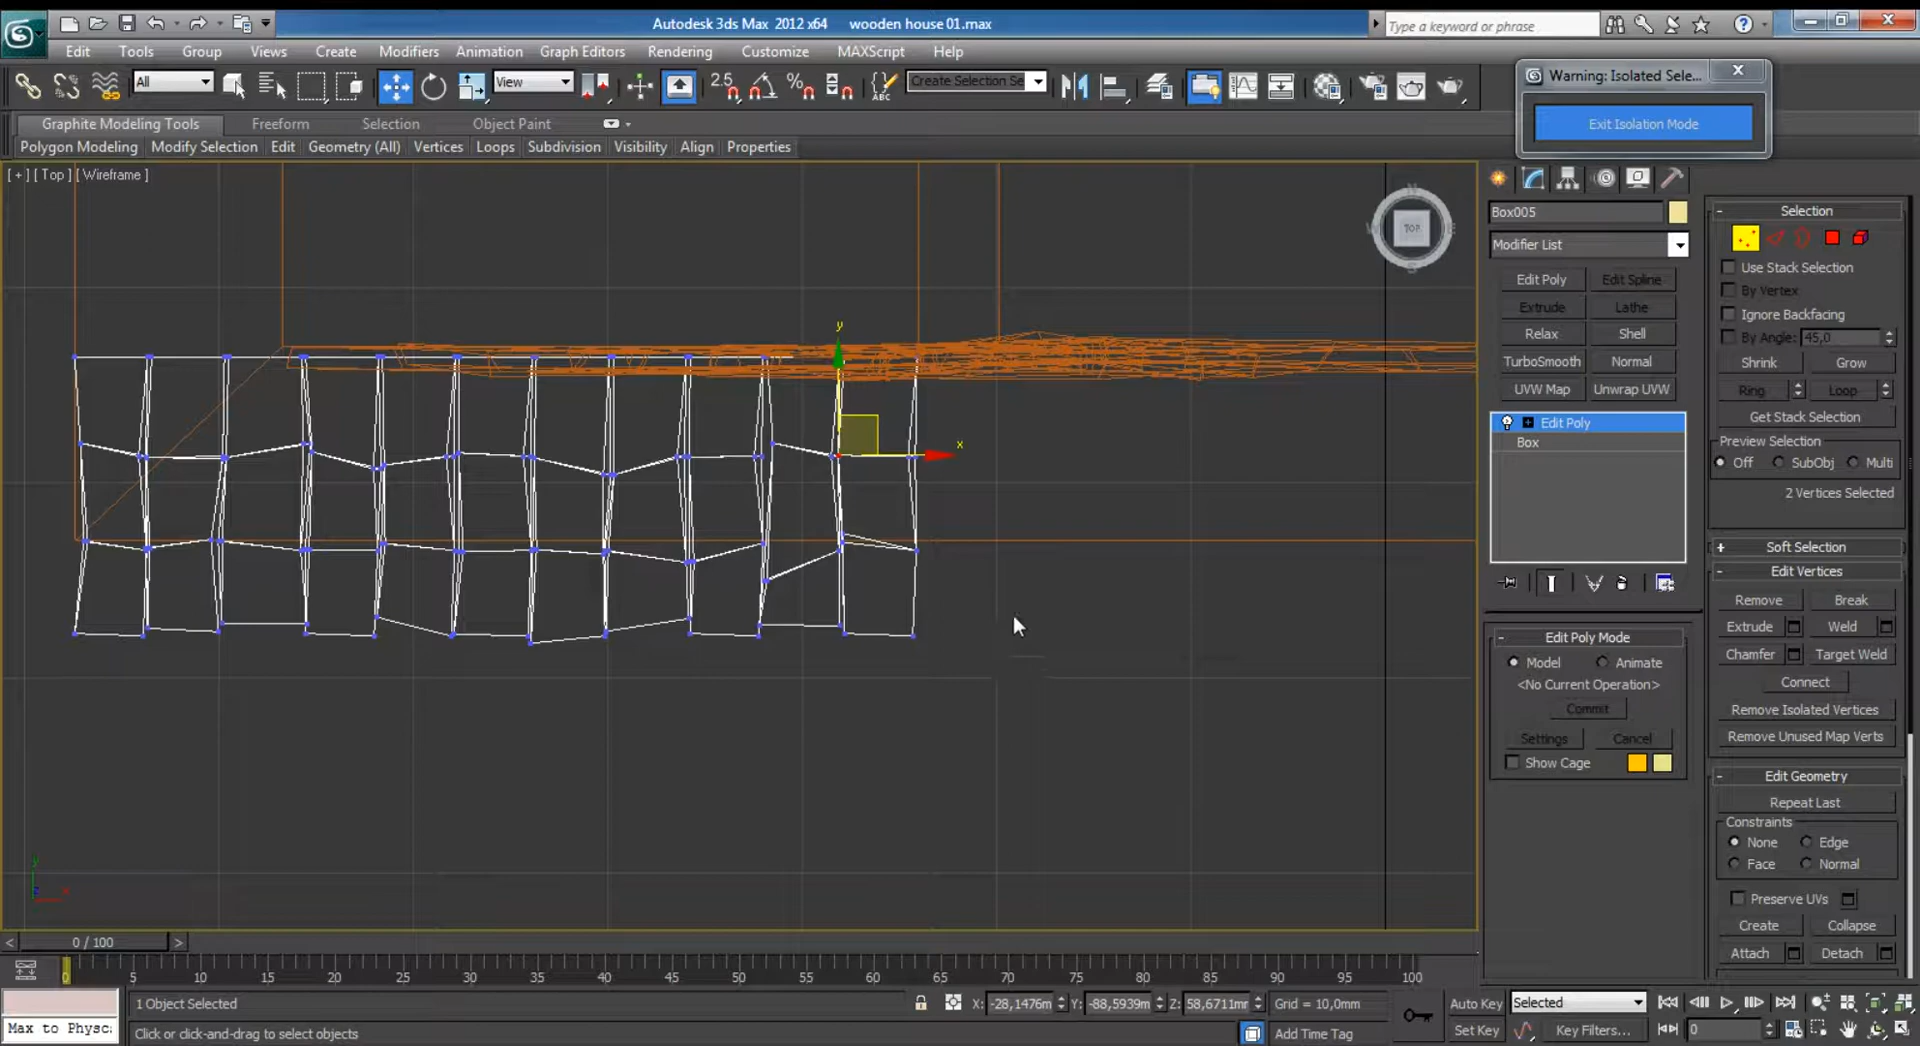 Autodesk 3ds Max 2012 x64 wooden house 01.max
Type a keyword or phrase
Edit Tools Group Views Create Modifiers Animation Graph Editors Rendering Customize MAXScript Help
All
View
2.5
Create Selection Se
ABC
Warning: Isolated Sele...
Exit Isolation Mode
Graphite Modeling Tools Freeform Selection Object Paint
Polygon Modeling Modify Selection Edit Geometry (All) Vertices Loops Subdivision Visibility Align Properties
[ + ] [ Top ] [ Wireframe ]
TOP
y
x
Box005
Modifier List
Edit Poly Edit Spline
Extrude Lathe
Relax Shell
TurboSmooth Normal
UVW Map Unwrap UVW
Edit Poly
Box
Edit Poly Mode
Model Animate
<No Current Operation>
Commit
Settings Cancel
Show Cage
Selection
Use Stack Selection
By Vertex
Ignore Backfacing
By Angle: 45,0
Shrink Grow
Ring Loop
Get Stack Selection
Preview Selection
Off SubObj Multi
2 Vertices Selected
Soft Selection
Edit Vertices
Remove Break
Extrude Weld
Chamfer Target Weld
Connect
Remove Isolated Vertices
Remove Unused Map Verts
Edit Geometry
Repeat Last
Constraints
None Edge
Face Normal
Preserve UVs
Create Collapse
Attach Detach
y
x
z
< 0 / 100 >
0 5 10 15 20 25 30 35 40 45 50 55 60 65 70 75 80 85 90 95 100
1 Object Selected X: -28,1476m Y: -88,5939m Z: 58,6711mr Grid = 10,0mm Auto Key Selected
Max to Physc: Click or click-and-drag to select objects Add Time Tag Set Key Key Filters... 0